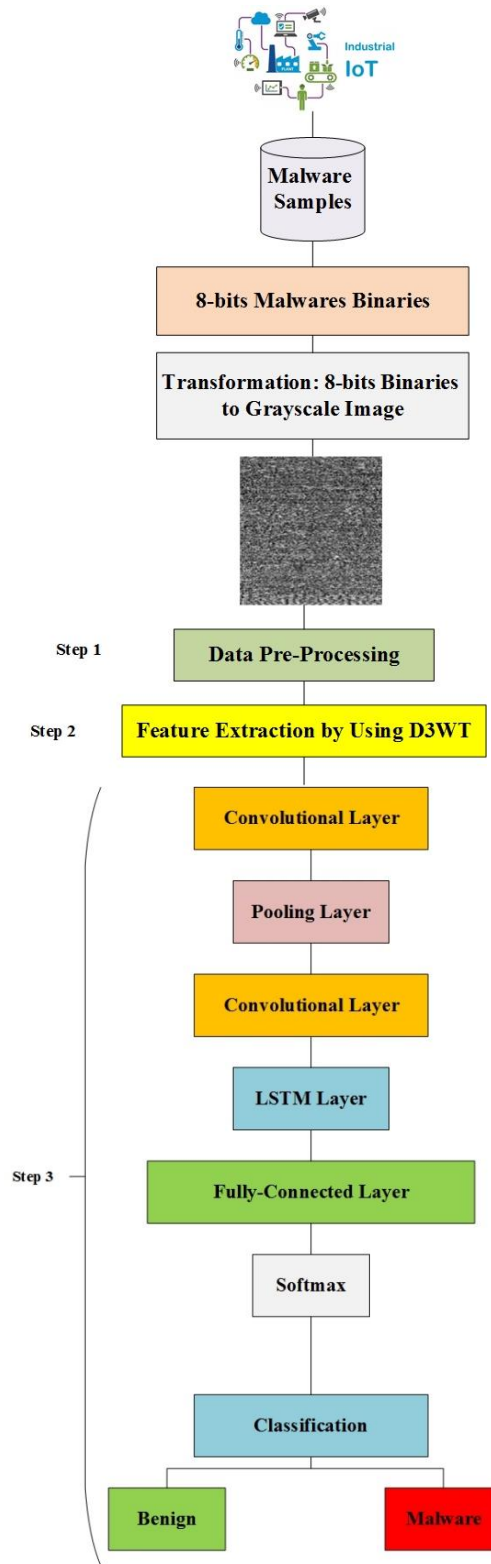 Industrial
IoT
PLANT
Malware
Samples
8-bits Malwares Binaries
Transformation: 8-bits Binaries
to Grayscale Image
Step 1
Data Pre-Processing
Step 2
Feature Extraction by Using D3WT
Convolutional Layer
Pooling Layer
Convolutional Layer
LSTM Layer
Step 3
Fully-Connected Layer
Softmax
Classification
Benign
Malware